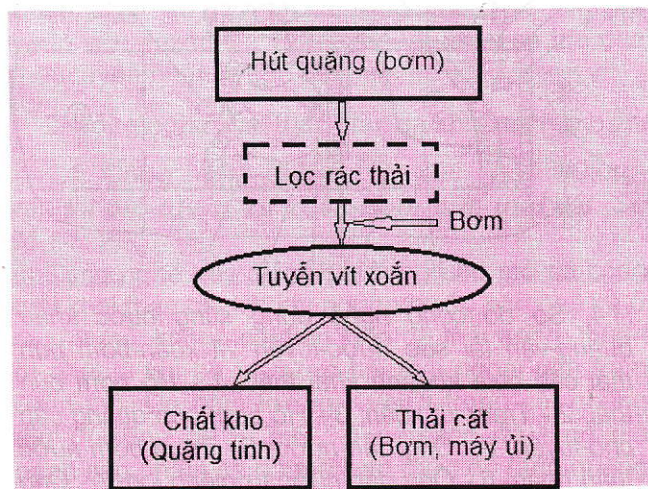 Hút quặng (bơm)
Lọc rác thải
Bơm
Tuyển vít xoắn
Chất kho
(Quặng tinh)
Thải cát
(Bơm, máy ủi)